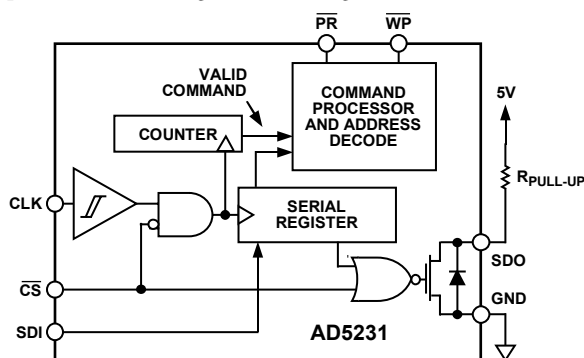 PR
WP
VALID
COMMAND
COMMAND
PROCESSOR
AND ADDRESS
DECODE
5V
COUNTER
RPULL-UP
CLK
SERIAL
REGISTER
SDO
CS
GND
SDI
AD5231